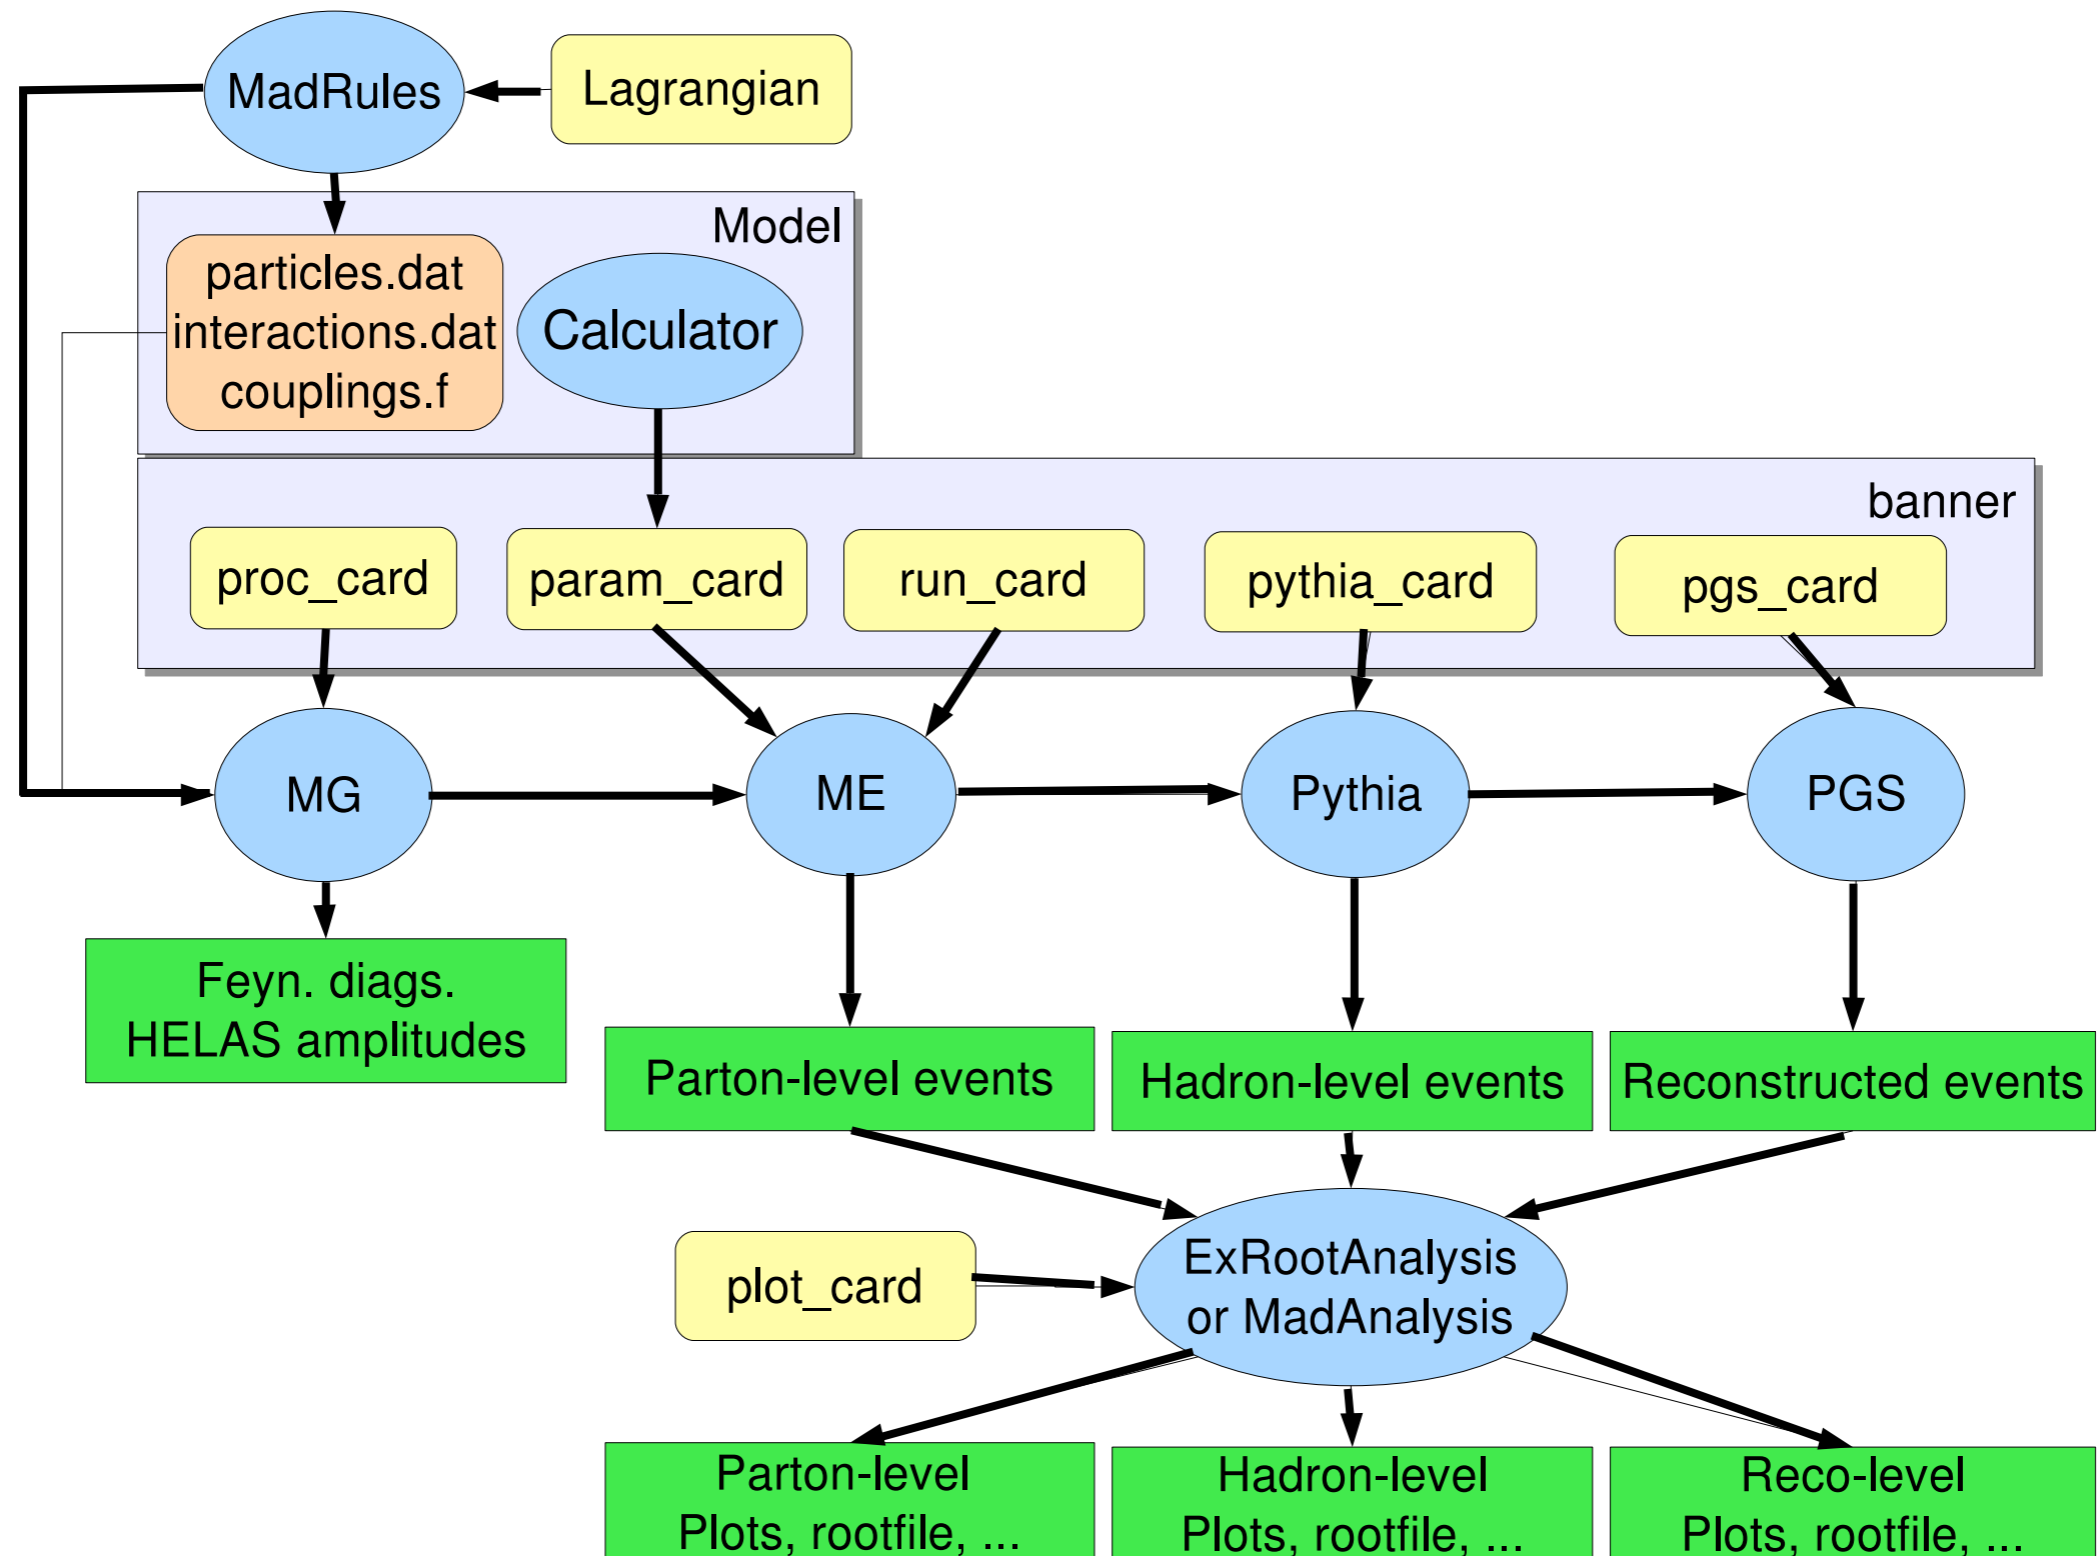 MadRules
Lagrangian
Model
particles.dat
interactions.dat
couplings.f
Calculator
banner
proc_card
param_card
run_card
pythia_card
pgs_card
MG
ME
Pythia
PGS
Feyn. diags.
HELAS amplitudes
Parton-level events
Hadron-level events
Reconstructed events
plot_card
ExRootAnalysis
or MadAnalysis
Parton-level
Plots, rootfile, ...
Hadron-level
Plots, rootfile, ...
Reco-level
Plots, rootfile, ...